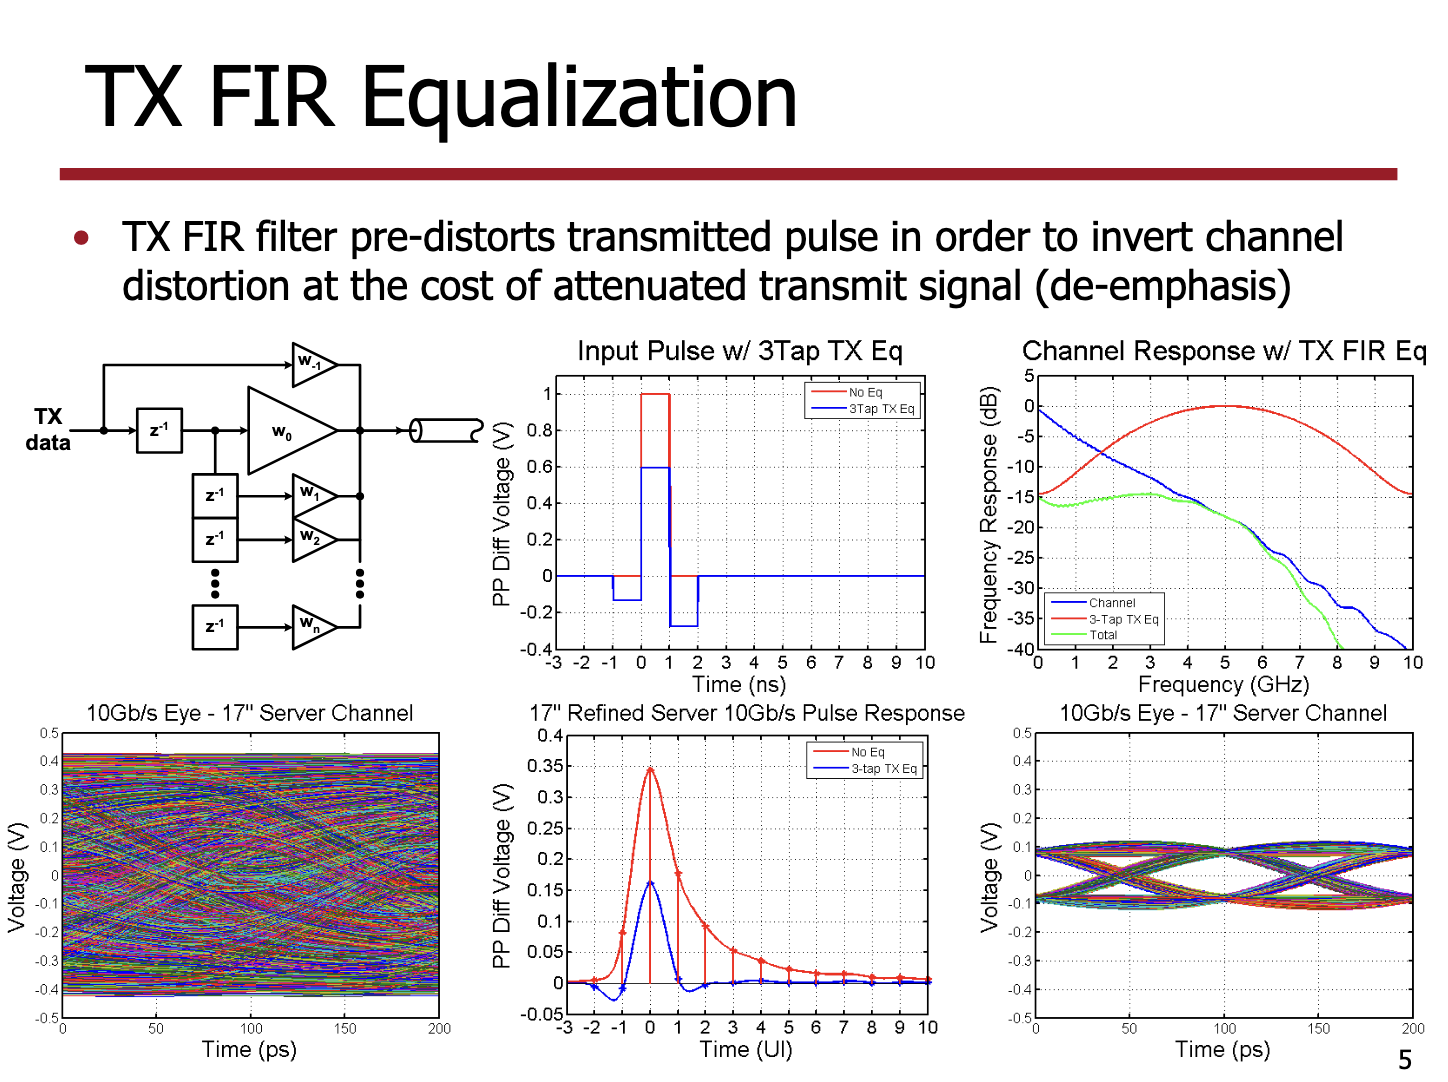 TX FIR Equalization
• TX FIR filter pre-distorts transmitted pulse in order to invert channel
distortion at the cost of attenuated transmit signal (de-emphasis)
TX
data
z-1
w-1
w0
z-1
w1
z-1
w2
z-1
wn
Input Pulse w/ 3Tap TX Eq
No Eq
3Tap TX Eq
PP Diff Voltage (V)
1
0.8
0.6
0.4
0.2
0
-0.2
-0.4
-3 -2 -1 0 1 2 3 4 5 6 7 8 9 10
Time (ns)
Channel Response w/ TX FIR Eq
Frequency Response (dB)
5
0
-5
-10
-15
-20
-25
-30
-35
-40
Channel
3-Tap TX Eq
Total
0 1 2 3 4 5 6 7 8 9 10
Frequency (GHz)
10Gb/s Eye - 17" Server Channel
Voltage (V)
0.5
0.4
0.3
0.2
0.1
0
-0.1
-0.2
-0.3
-0.4
-0.5
0 50 100 150 200
Time (ps)
17" Refined Server 10Gb/s Pulse Response
No Eq
3-tap TX Eq
PP Diff Voltage (V)
0.4
0.35
0.3
0.25
0.2
0.15
0.1
0.05
0
-0.05
-3 -2 -1 0 1 2 3 4 5 6 7 8 9 10
Time (UI)
10Gb/s Eye - 17" Server Channel
Voltage (V)
0.5
0.4
0.3
0.2
0.1
0
-0.1
-0.2
-0.3
-0.4
-0.5
0 50 100 150 200
Time (ps)
5